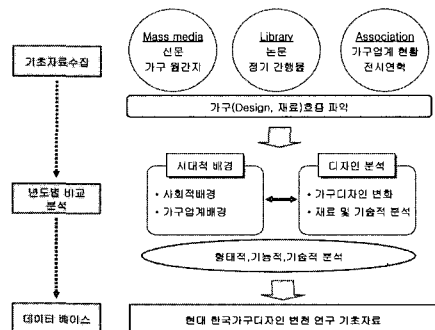 Mass media
신문
가구 월간지
Library
논문
정기 간행물
Association
가구업계 현황
전시연혁
기초자료수집
가구(Design, 재료)흐름 파악
시대적 배경
• 사회적배경
• 가구업계배경
디자인 분석
• 가구디자인 변화
• 재료 및 기술적 분석
년도별 비교
분석
형태적,기능적,기술적 분석
데이터 베이스
현대 한국가구디자인 변천 연구 기초자료